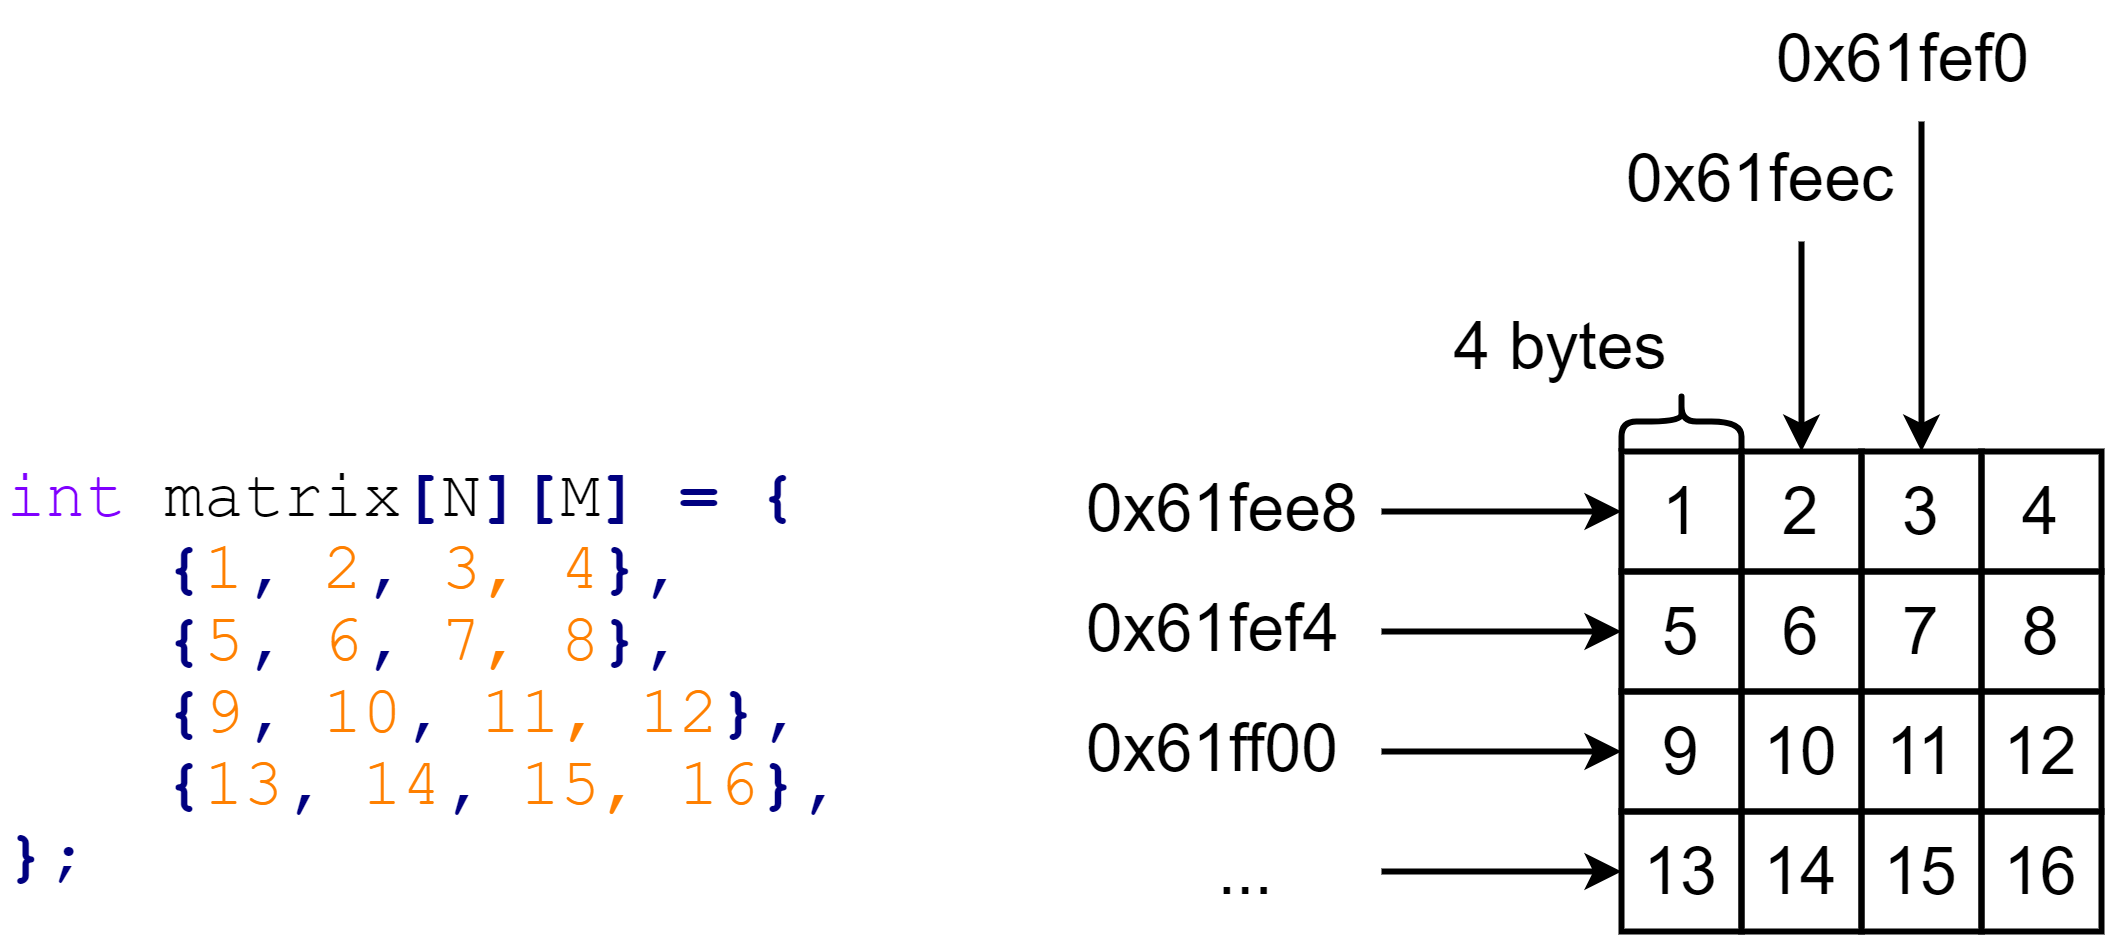 0x61fef0
0x61feec
4 bytes
int matrix[N][M] = {
{1, 2, 3, 4},
{5, 6, 7, 8},
{9, 10, 11, 12},
{13, 14, 15, 16},
};
0x61fee8 1 2 3 4
0x61fef4 5 6 7 8
0x61ff00 9 10 11 12
... 13 14 15 16